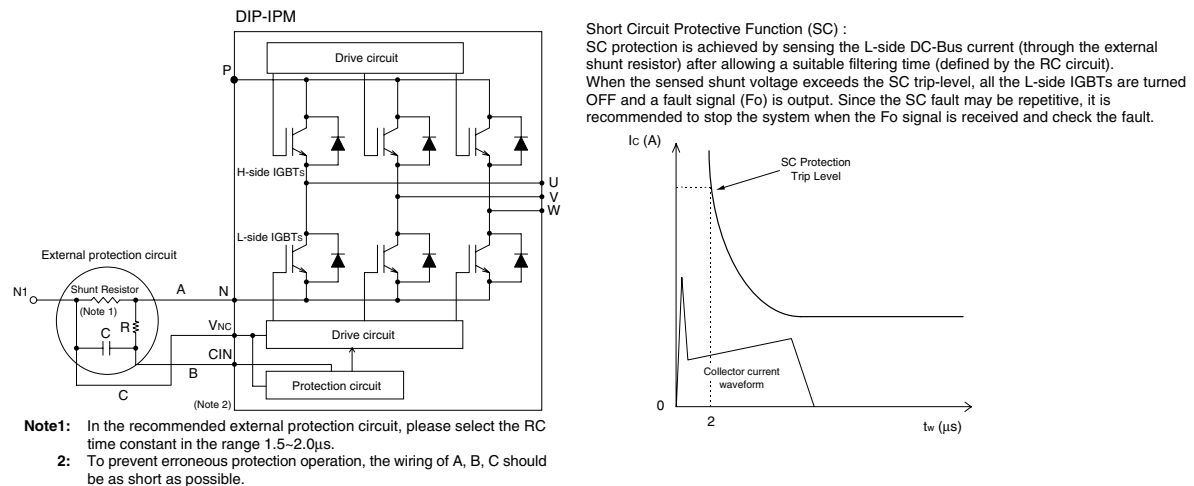 DIP-IPM
Drive circuit
P
H-side IGBTs
U
V
W
L-side IGBTs
External protection circuit
N1
Shunt Resistor
A
N
(Note 1)
C
R
VNC
Drive circuit
CIN
B
Protection circuit
C
(Note 2)
Note1: In the recommended external protection circuit, please select the RC
time constant in the range 1.5~2.0μs.
2: To prevent erroneous protection operation, the wiring of A, B, C should
be as short as possible.
Short Circuit Protective Function (SC) :
SC protection is achieved by sensing the L-side DC-Bus current (through the external
shunt resistor) after allowing a suitable filtering time (defined by the RC circuit).
When the sensed shunt voltage exceeds the SC trip-level, all the L-side IGBTs are turned
OFF and a fault signal (Fo) is output. Since the SC fault may be repetitive, it is
recommended to stop the system when the Fo signal is received and check the fault.
IC (A)
SC Protection
Trip Level
Collector current
waveform
0
2
tw (μs)